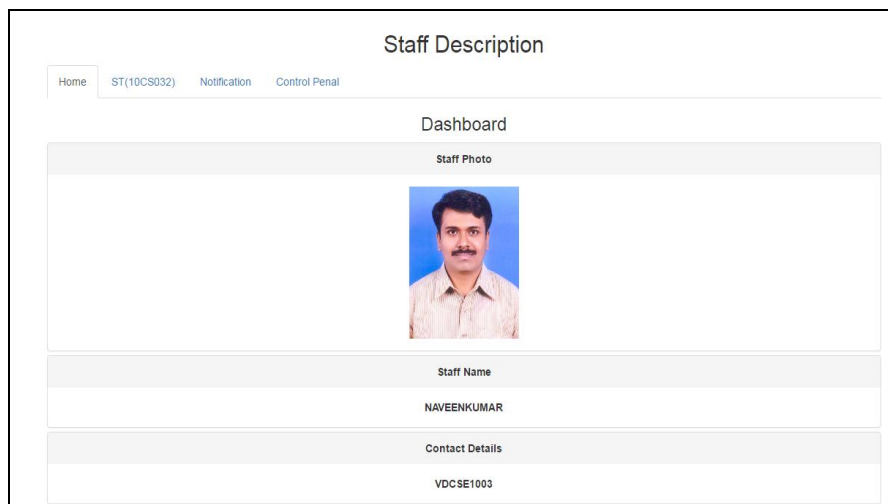 Staff Description
Home ST(10CS032) Notification Control Penal
Dashboard
Staff Photo
Staff Name
NAVEENKUMAR
Contact Details
VDCSE1003